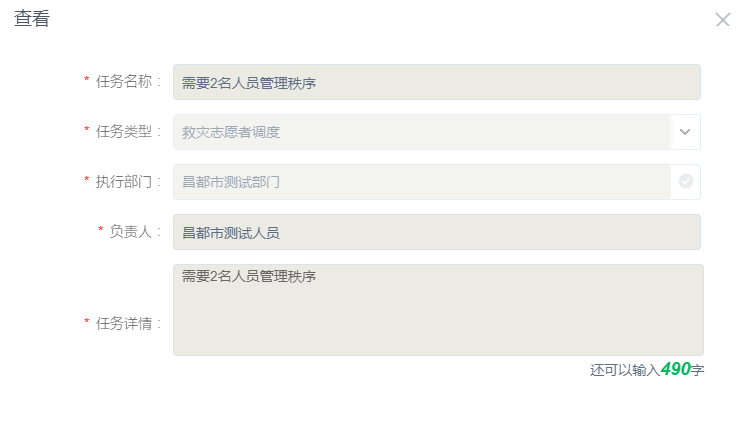 查看
* 任务名称： 需要2名人员管理秩序
* 任务类型： 救灾志愿者调度
* 执行部门： 昌都市测试部门
* 负责人： 昌都市测试人员
需要2名人员管理秩序
* 任务详情：
还可以输入490字